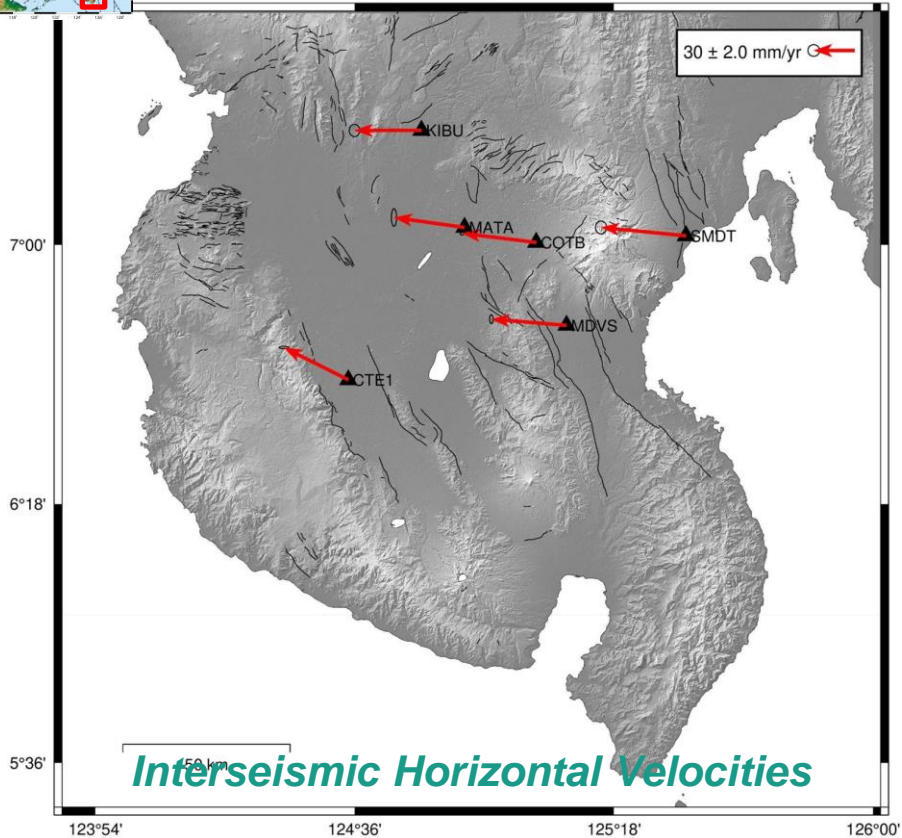 30 ± 2.0 mm/yr
KIBU
MATA
COTB
SMDT
7°00'
MDVS
CTE1
6°18'
50 km
5°36'
Interseismic Horizontal Velocities
123°54'
124°36'
125°18'
126°00'